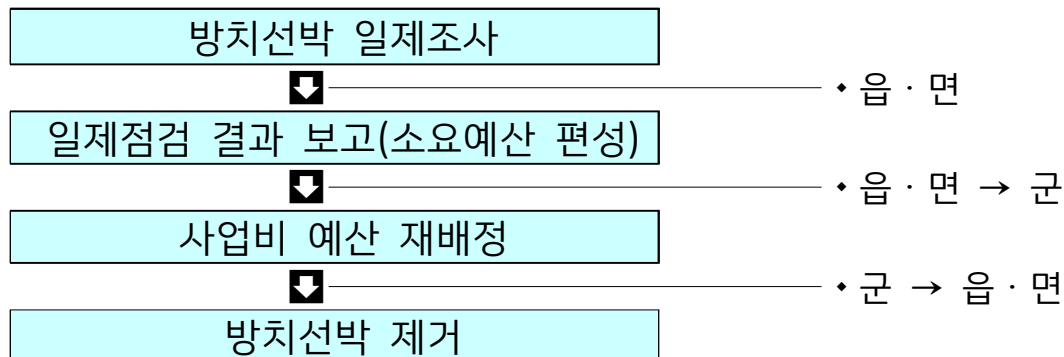 방치선박 일제조사
◆ 읍·면
일제점검 결과 보고(소요예산 편성)
◆ 읍·면 → 군
사업비 예산 재배정
◆ 군 → 읍·면
방치선박 제거